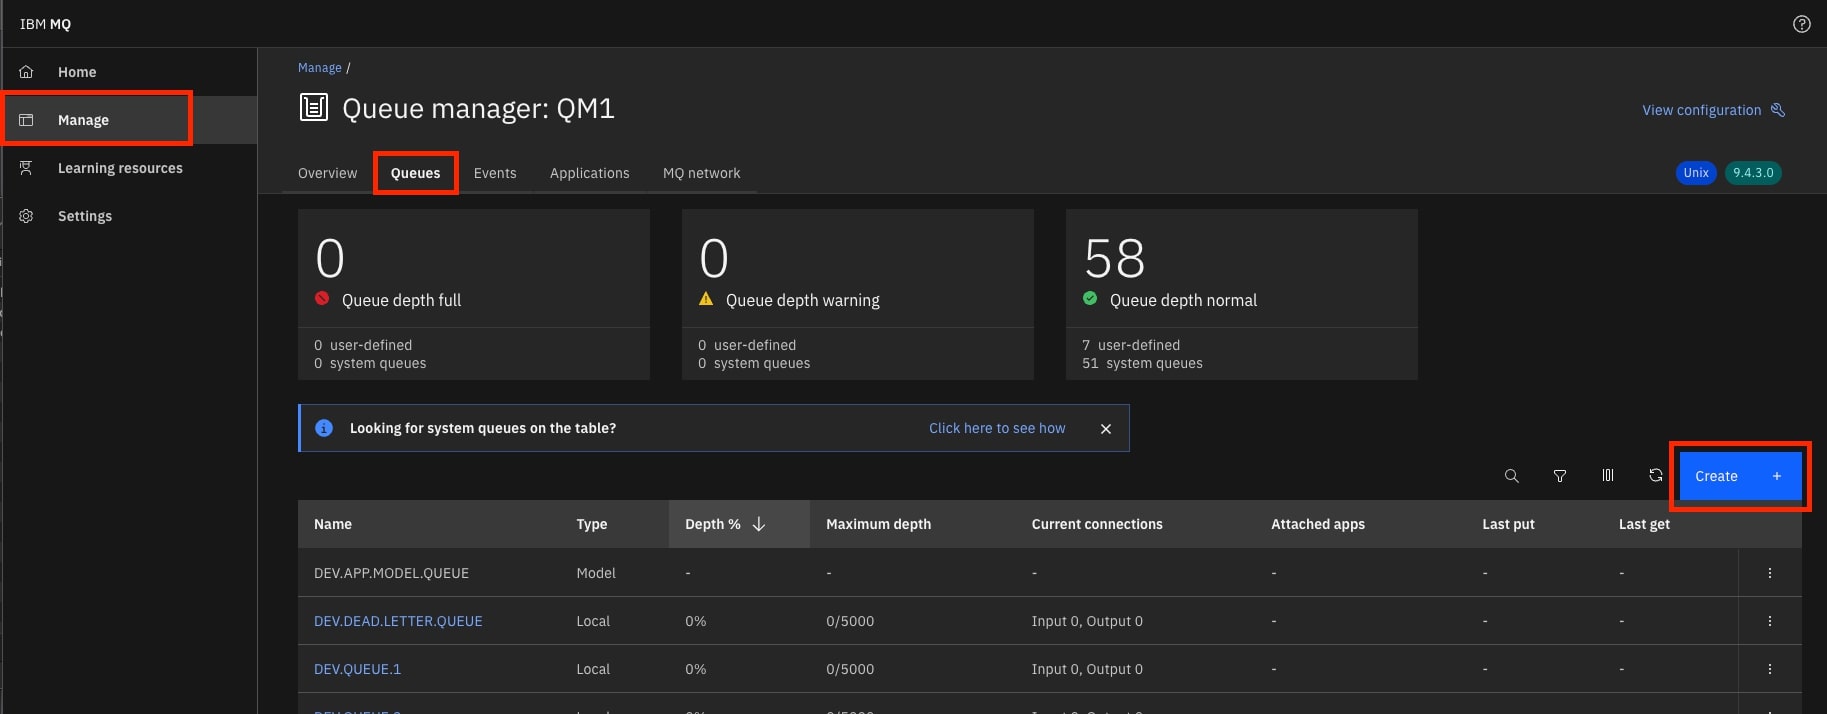 IBM MQ
Home
Manage
Learning resources
Settings
Manage /
Queue manager: QM1
View configuration
Overview Queues Events Applications MQ network
Unix 9.4.3.0
0
Queue depth full
0 user-defined
0 system queues
0
Queue depth warning
0 user-defined
0 system queues
58
Queue depth normal
7 user-defined
51 system queues
Looking for system queues on the table? Click here to see how
Create +
Name Type Depth % Maximum depth Current connections Attached apps Last put Last get
DEV.APP.MODEL.QUEUE Model - - - - - -
DEV.DEAD.LETTER.QUEUE Local 0% 0/5000 Input 0, Output 0 - - -
DEV.QUEUE.1 Local 0% 0/5000 Input 0, Output 0 - - -